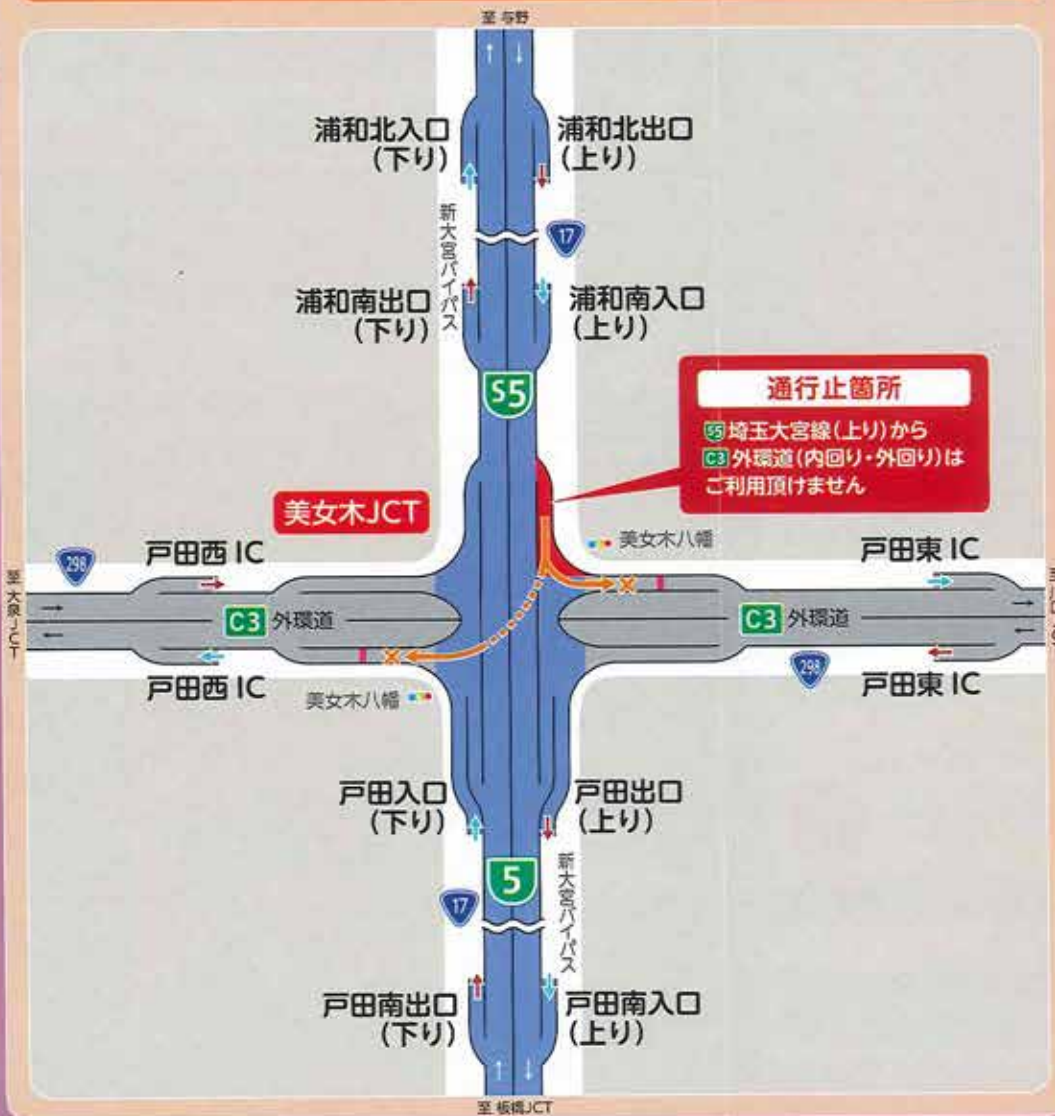 至 与野
浦和北入口
(下り)
浦和北出口
(上り)
新大宮バイパス
17
浦和南出口
(下り)
浦和南入口
(上り)
S5
通行止箇所
S5 埼玉大宮線(上り)から
C3 外環道(内回り・外回り)は
ご利用頂けません
美女木JCT
美女木八幡
298
戸田西 IC
戸田東 IC
至 大泉JCT
C3 外環道
C3 外環道
戸田西 IC
298
戸田東 IC
美女木八幡
戸田入口
(下り)
戸田出口
(上り)
5
17
新大宮バイパス
戸田南出口
(下り)
戸田南入口
(上り)
至 板橋JCT